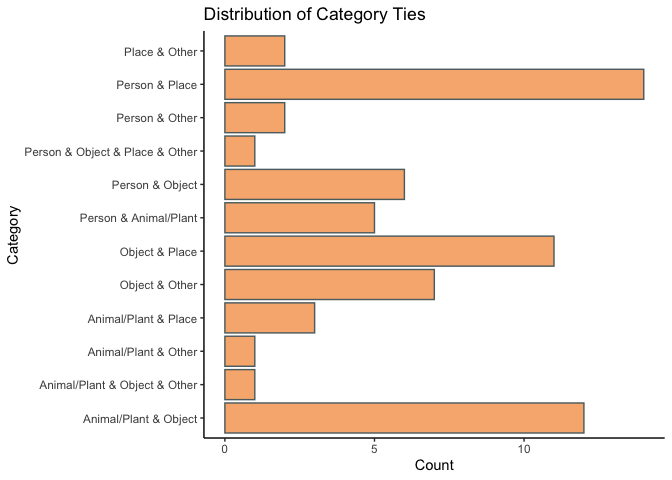 Distribution of Category Ties
Category
Place & Other
Person & Place
Person & Other
Person & Object & Place & Other
Person & Object
Person & Animal/Plant
Object & Place
Object & Other
Animal/Plant & Place
Animal/Plant & Other
Animal/Plant & Object & Other
Animal/Plant & Object
0 5 10
Count